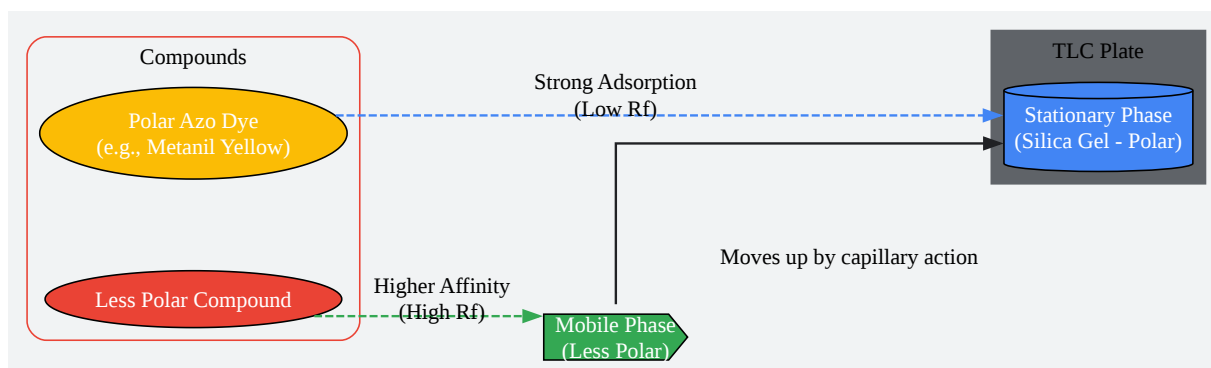 Compounds
TLC Plate
Polar Azo Dye
(e.g., Metanil Yellow)
Strong Adsorption
(Low Rf)
Stationary Phase
(Silica Gel - Polar)
Moves up by capillary action
Less Polar Compound
Higher Affinity
(High Rf)
Mobile Phase
(Less Polar)